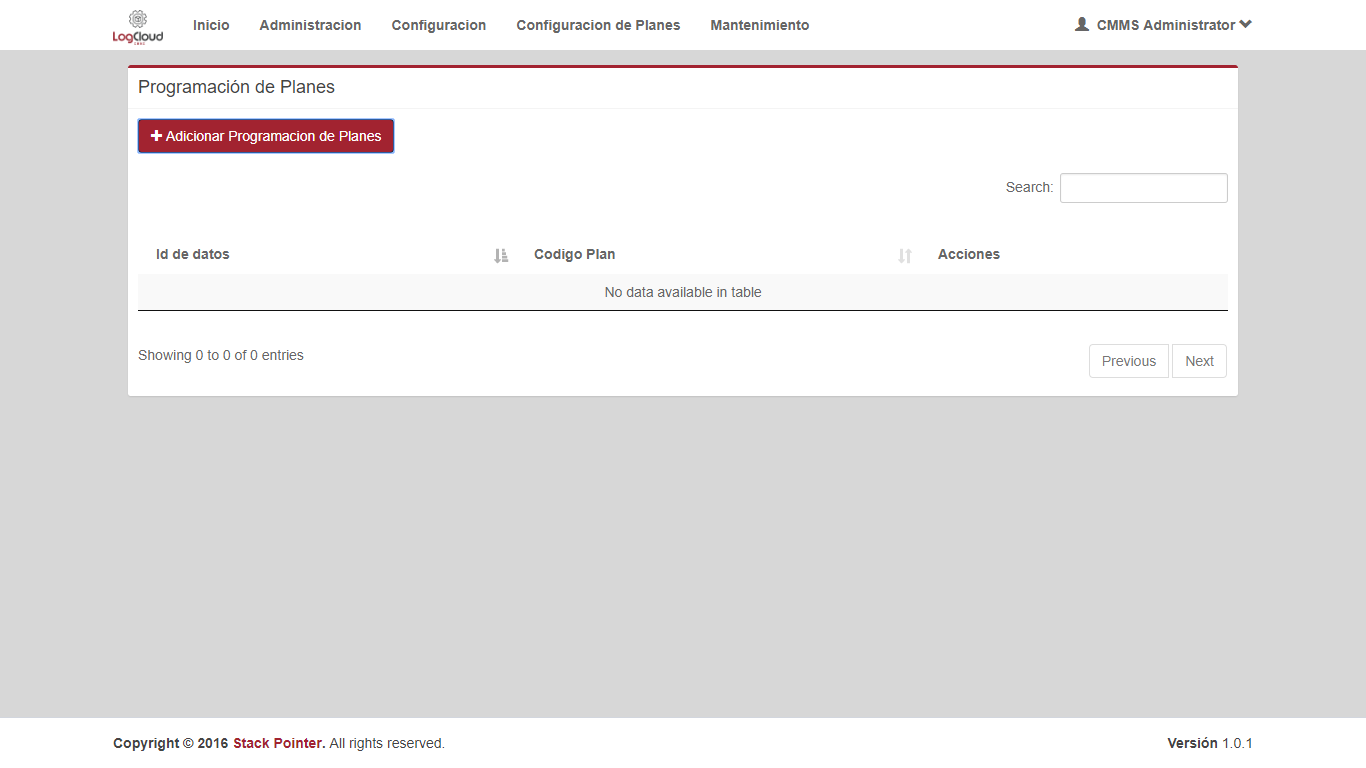 LogCloud
CMMS
Inicio Administracion Configuracion Configuracion de Planes Mantenimiento CMMS Administrator
Programación de Planes
Adicionar Programacion de Planes
Search:
Id de datos Codigo Plan Acciones
No data available in table
Showing 0 to 0 of 0 entries Previous Next
Copyright © 2016 Stack Pointer. All rights reserved. Versión 1.0.1